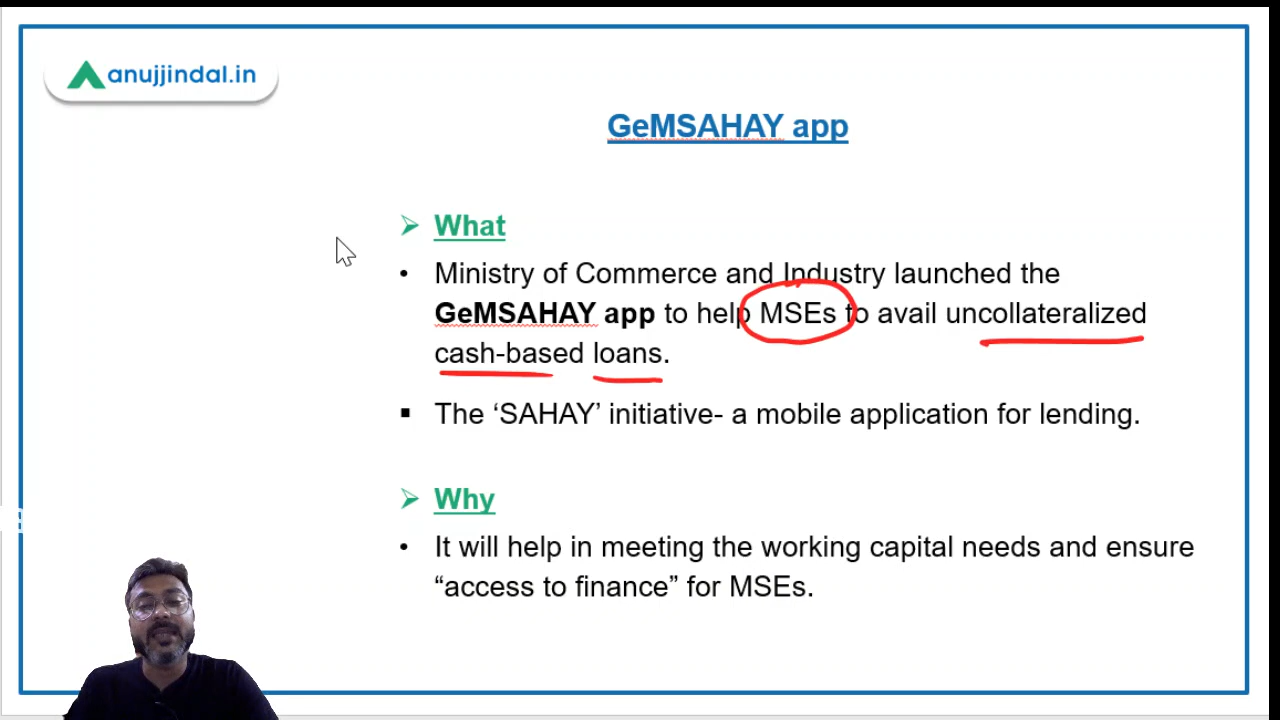 anujjindal.in
GeMSAHAY app
What
Ministry of Commerce and Industry launched the
GeMSAHAY app to help MSEs to avail uncollateralized
cash-based loans.
The ‘SAHAY’ initiative- a mobile application for lending.
Why
It will help in meeting the working capital needs and ensure
“access to finance” for MSEs.